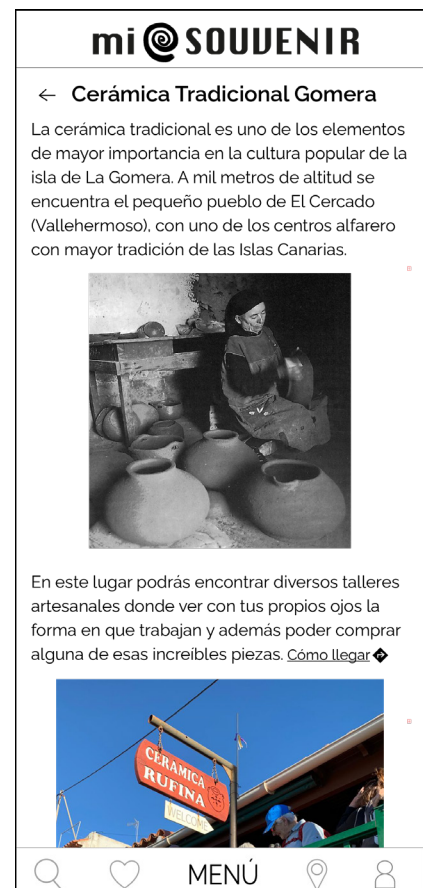 mi SOUVENIR
Cerámica Tradicional Gomera
La cerámica tradicional es uno de los elementos
de mayor importancia en la cultura popular de la
isla de La Gomera. A mil metros de altitud se
encuentra el pequeño pueblo de El Cercado
(Vallehermoso), con uno de los centros alfarero
con mayor tradición de las Islas Canarias.
En este lugar podrás encontrar diversos talleres
artesanales donde ver con tus propios ojos la
forma en que trabajan y además poder comprar
alguna de esas increíbles piezas. Cómo llegar
CERAMICA
RUFINA
WELCOME
MENÚ